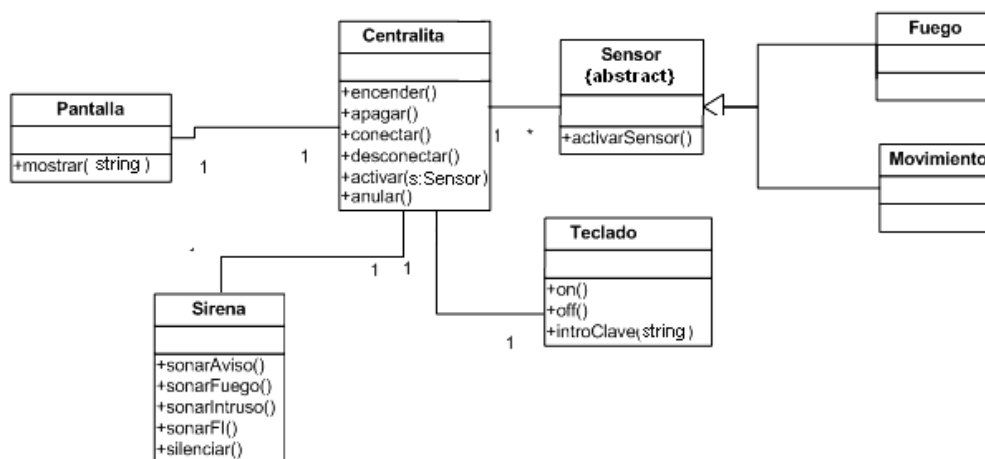 Centralita
+encender()
+apagar()
+conectar()
+desconectar()
+activar(s:Sensor)
+anular()
Sensor
{abstract}
+activarSensor()
Fuego
Movimiento
Pantalla
+mostrar( string )
1
1
1
*
Teclado
+on()
+off()
+introClave(string)
1
1
*
1
Sirena
+sonarAviso()
+sonarFuego()
+sonarIntruso()
+sonarFI()
+silenciar()